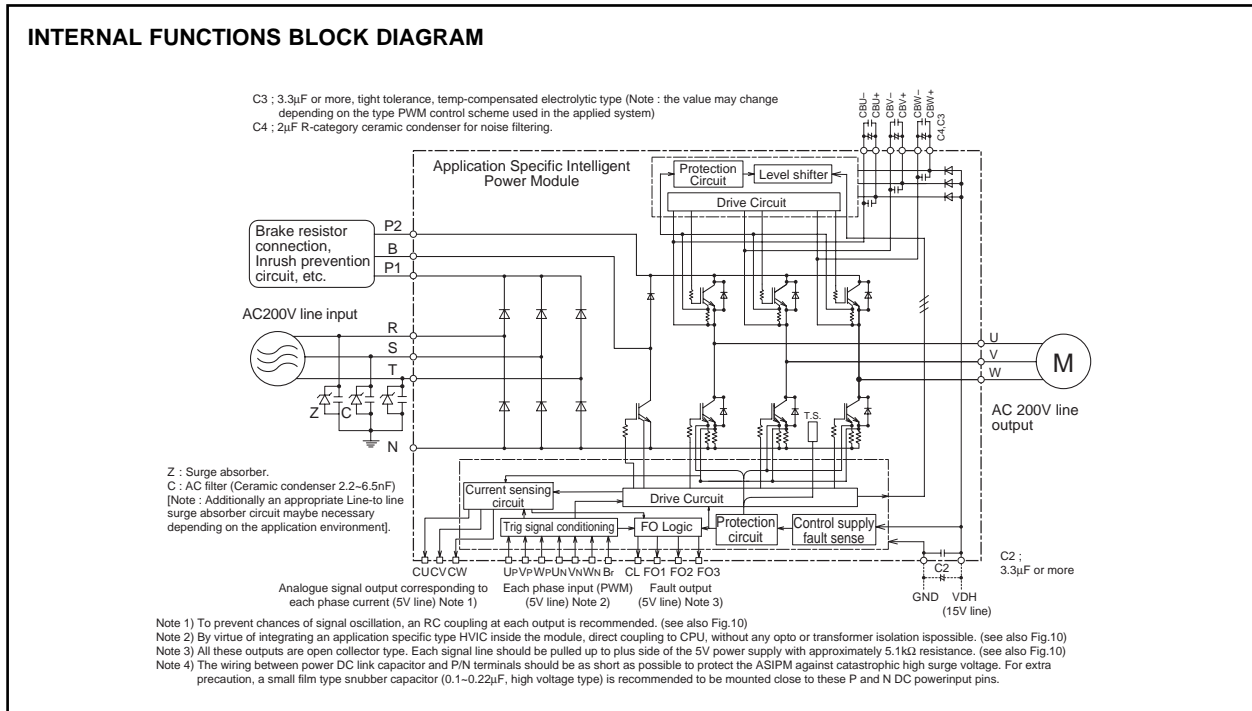 INTERNAL FUNCTIONS BLOCK DIAGRAM
C3 ; 3.3μF or more, tight tolerance, temp-compensated electrolytic type (Note : the value may change
depending on the type PWM control scheme used in the applied system)
C4 ; 2μF R-category ceramic condenser for noise filtering.
CBU–
CBU+
CBV–
CBV+
CBW–
CBW+
C4,C3
Application Specific Intelligent
Power Module
Protection
Circuit
Level shifter
Drive Circuit
Brake resistor
connection,
Inrush prevention
circuit, etc.
P2
B
P1
AC200V line input
R
S
T
Z
C
N
U
V
W
M
AC 200V line
output
T.S.
Z : Surge absorber.
C : AC filter (Ceramic condenser 2.2~6.5nF)
[Note : Additionally an appropriate Line-to line
surge absorber circuit maybe necessary
depending on the application environment].
Current sensing
circuit
Drive Curcuit
Trig signal conditioning
FO Logic
Protection
circuit
Control supply
fault sense
CU CV CW
UP VP WP UN VN WN Br
CL FO1 FO2 FO3
C2
GND
VDH
(15V line)
C2 ;
3.3μF or more
Analogue signal output corresponding to
each phase current (5V line) Note 1)
Each phase input (PWM)
(5V line) Note 2)
Fault output
(5V line) Note 3)
Note 1) To prevent chances of signal oscillation, an RC coupling at each output is recommended. (see also Fig.10)
Note 2) By virtue of integrating an application specific type HVIC inside the module, direct coupling to CPU, without any opto or transformer isolation ispossible. (see also Fig.10)
Note 3) All these outputs are open collector type. Each signal line should be pulled up to plus side of the 5V power supply with approximately 5.1kΩ resistance. (see also Fig.10)
Note 4) The wiring between power DC link capacitor and P/N terminals should be as short as possible to protect the ASIPM against catastrophic high surge voltage. For extra
precaution, a small film type snubber capacitor (0.1~0.22μF, high voltage type) is recommended to be mounted close to these P and N DC powerinput pins.